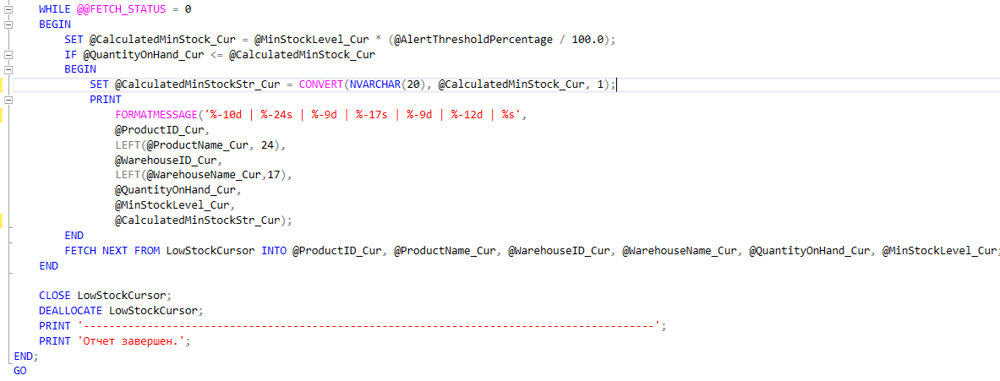 WHILE @@FETCH_STATUS = 0
BEGIN
SET @CalculatedMinStock_Cur = @MinStockLevel_Cur * (@AlertThresholdPercentage / 100.0);
IF @QuantityOnHand_Cur <= @CalculatedMinStock_Cur
BEGIN
SET @CalculatedMinStockStr_Cur = CONVERT(NVARCHAR(20), @CalculatedMinStock_Cur, 1);
PRINT
FORMATMESSAGE('%-10d | %-24s | %-9d | %-17s | %-9d | %-12d | %s',
@ProductID_Cur,
LEFT(@ProductName_Cur, 24),
@WarehouseID_Cur,
LEFT(@WarehouseName_Cur,17),
@QuantityOnHand_Cur,
@MinStockLevel_Cur,
@CalculatedMinStockStr_Cur);
END
FETCH NEXT FROM LowStockCursor INTO @ProductID_Cur, @ProductName_Cur, @WarehouseID_Cur, @WarehouseName_Cur, @QuantityOnHand_Cur, @MinStockLevel_Cur;
END
CLOSE LowStockCursor;
DEALLOCATE LowStockCursor;
PRINT '------------------------------------------------------------------------------------------';
PRINT 'Отчет завершен.';
END;
GO